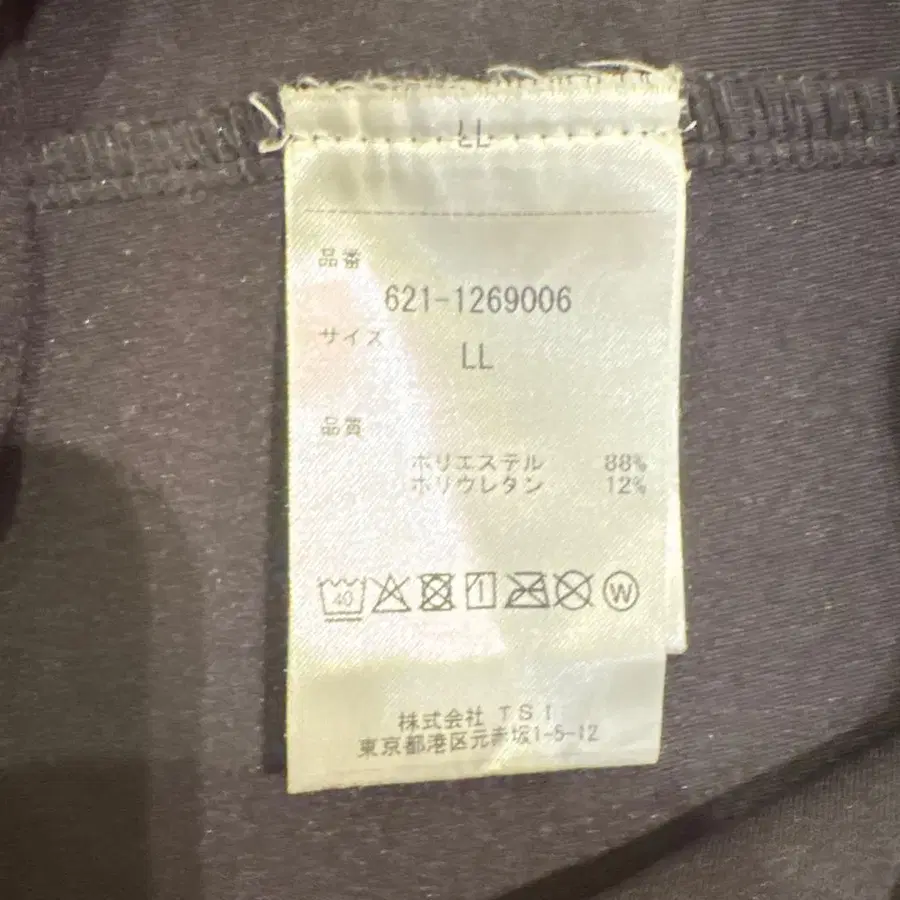 LL
品番
621-1269006
サイズ
LL
品質
ポリエステル 88%
ポリウレタン 12%
40
W
株式会社 TSI
東京都港区元赤坂1-5-12